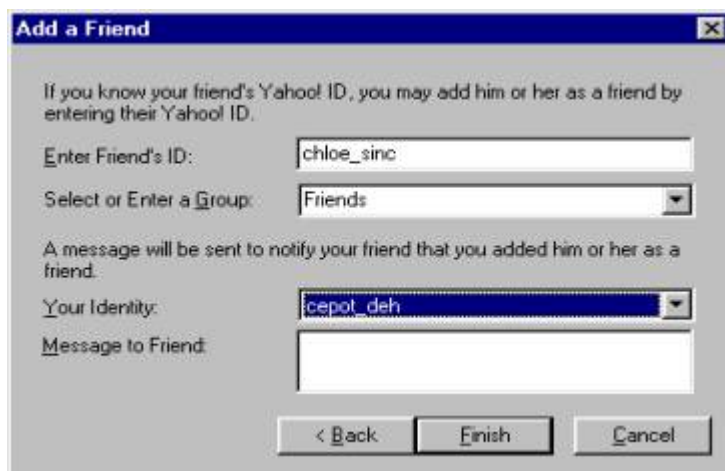 Add a Friend
If you know your friend's Yahoo! ID, you may add him or her as a friend by
entering their Yahoo! ID.
Enter Friend's ID:
chloe_sinc
Select or Enter a Group:
Friends
A message will be sent to notify your friend that you added him or her as a
friend.
Your Identity:
cepot_deh
Message to Friend:
< Back
Finish
Cancel